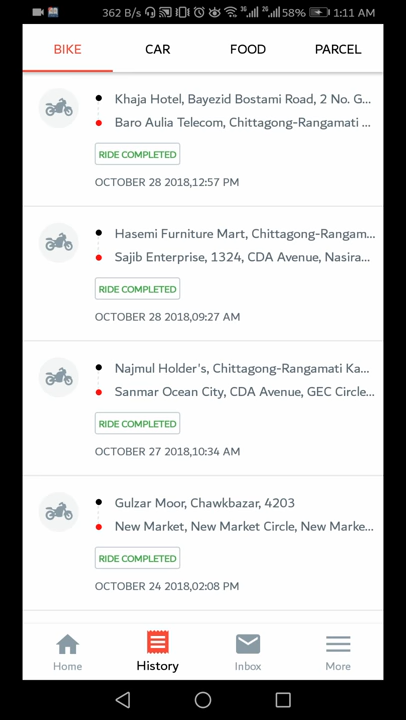 362 B/s 3G 2G 58% 1:11 AM
BIKE CAR FOOD PARCEL
Khaja Hotel, Bayezid Bostami Road, 2 No. G...
Baro Aulia Telecom, Chittagong-Rangamati ...
RIDE COMPLETED
OCTOBER 28 2018,12:57 PM
Hasemi Furniture Mart, Chittagong-Rangam...
Sajib Enterprise, 1324, CDA Avenue, Nasira...
RIDE COMPLETED
OCTOBER 28 2018,09:27 AM
Najmul Holder's, Chittagong-Rangamati Ka...
Sanmar Ocean City, CDA Avenue, GEC Circle...
RIDE COMPLETED
OCTOBER 27 2018,10:34 AM
Gulzar Moor, Chawkbazar, 4203
New Market, New Market Circle, New Marke...
RIDE COMPLETED
OCTOBER 24 2018,02:08 PM
Home History Inbox More